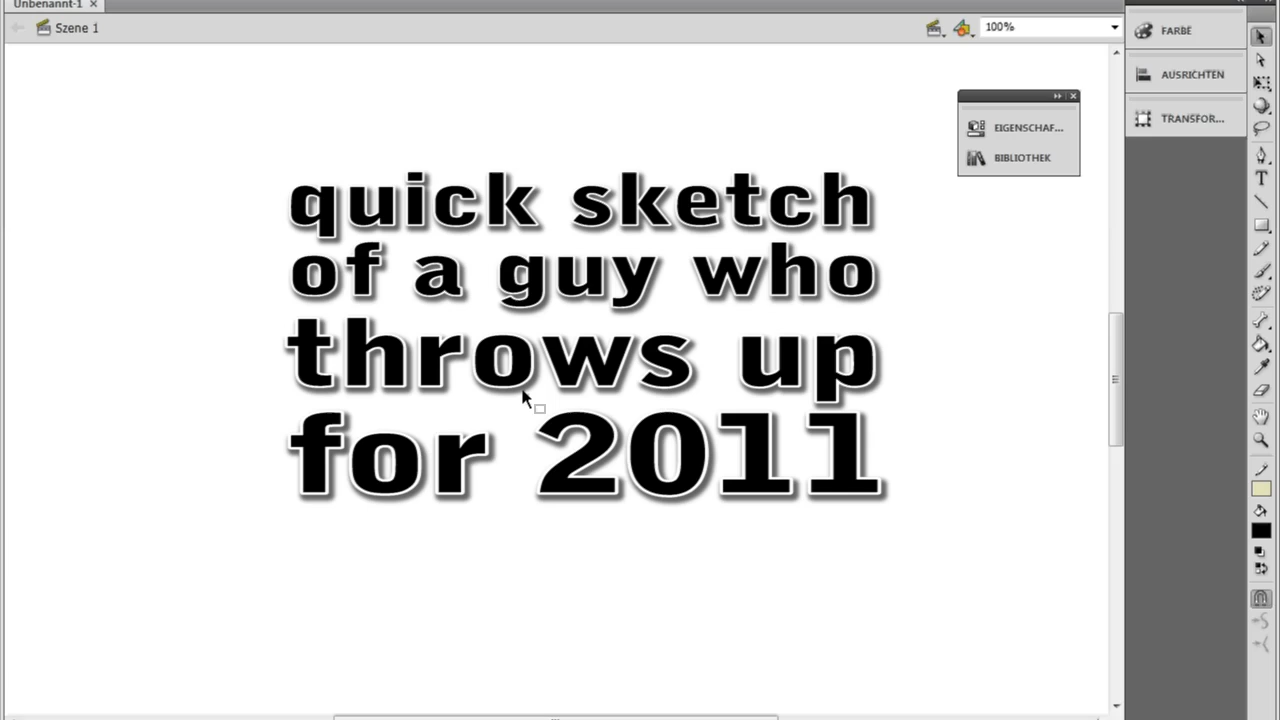 Unbenannt-1
Szene 1
100%
FARBE
AUSRICHTEN
TRANSFOR...
EIGENSCHAF...
BIBLIOTHEK
quick sketch
of a guy who
throws up
for 2011